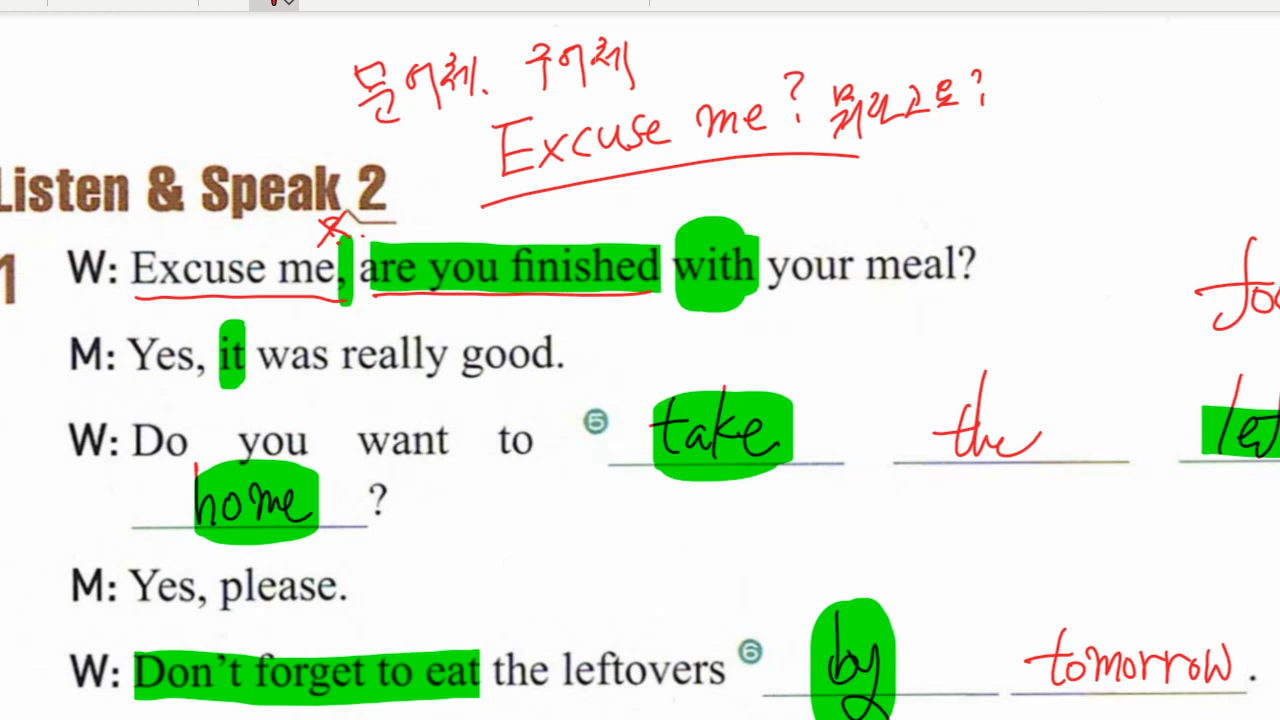 문어체. 구어체
Excuse me? 뭐라고요?
Listen & Speak 2
1 W: Excuse me, are you finished with your meal?
M: Yes, it was really good.
W: Do you want to ⑤ take the
home ?
M: Yes, please.
W: Don't forget to eat the leftovers ⑥ by tomorrow.